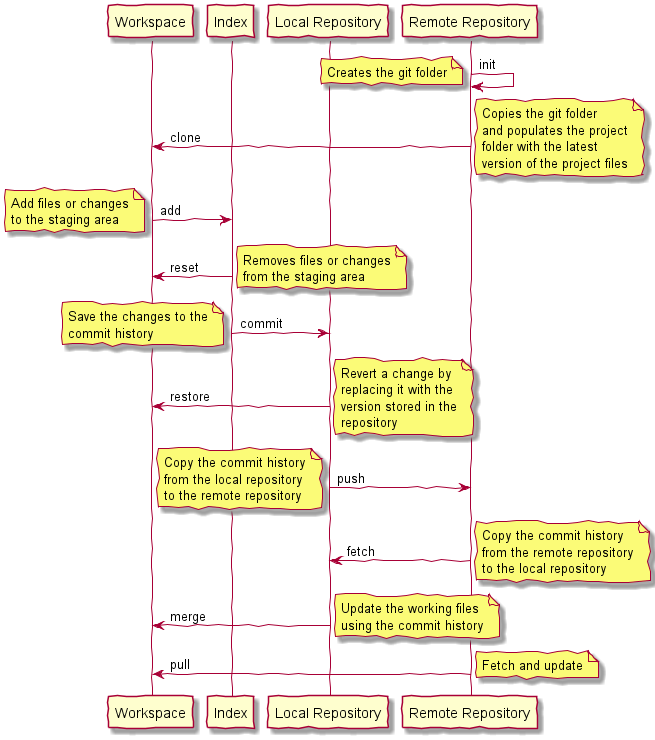 Workspace
Index
Local Repository
Remote Repository
init
Creates the git folder
Copies the git folder
and populates the project
folder with the latest
version of the project files
clone
Add files or changes
to the staging area
add
reset
Removes files or changes
from the staging area
Save the changes to the
commit history
commit
Revert a change by
replacing it with the
version stored in the
repository
restore
Copy the commit history
from the local repository
to the remote repository
push
Copy the commit history
from the remote repository
to the local repository
fetch
Update the working files
using the commit history
merge
Fetch and update
pull
Workspace
Index
Local Repository
Remote Repository